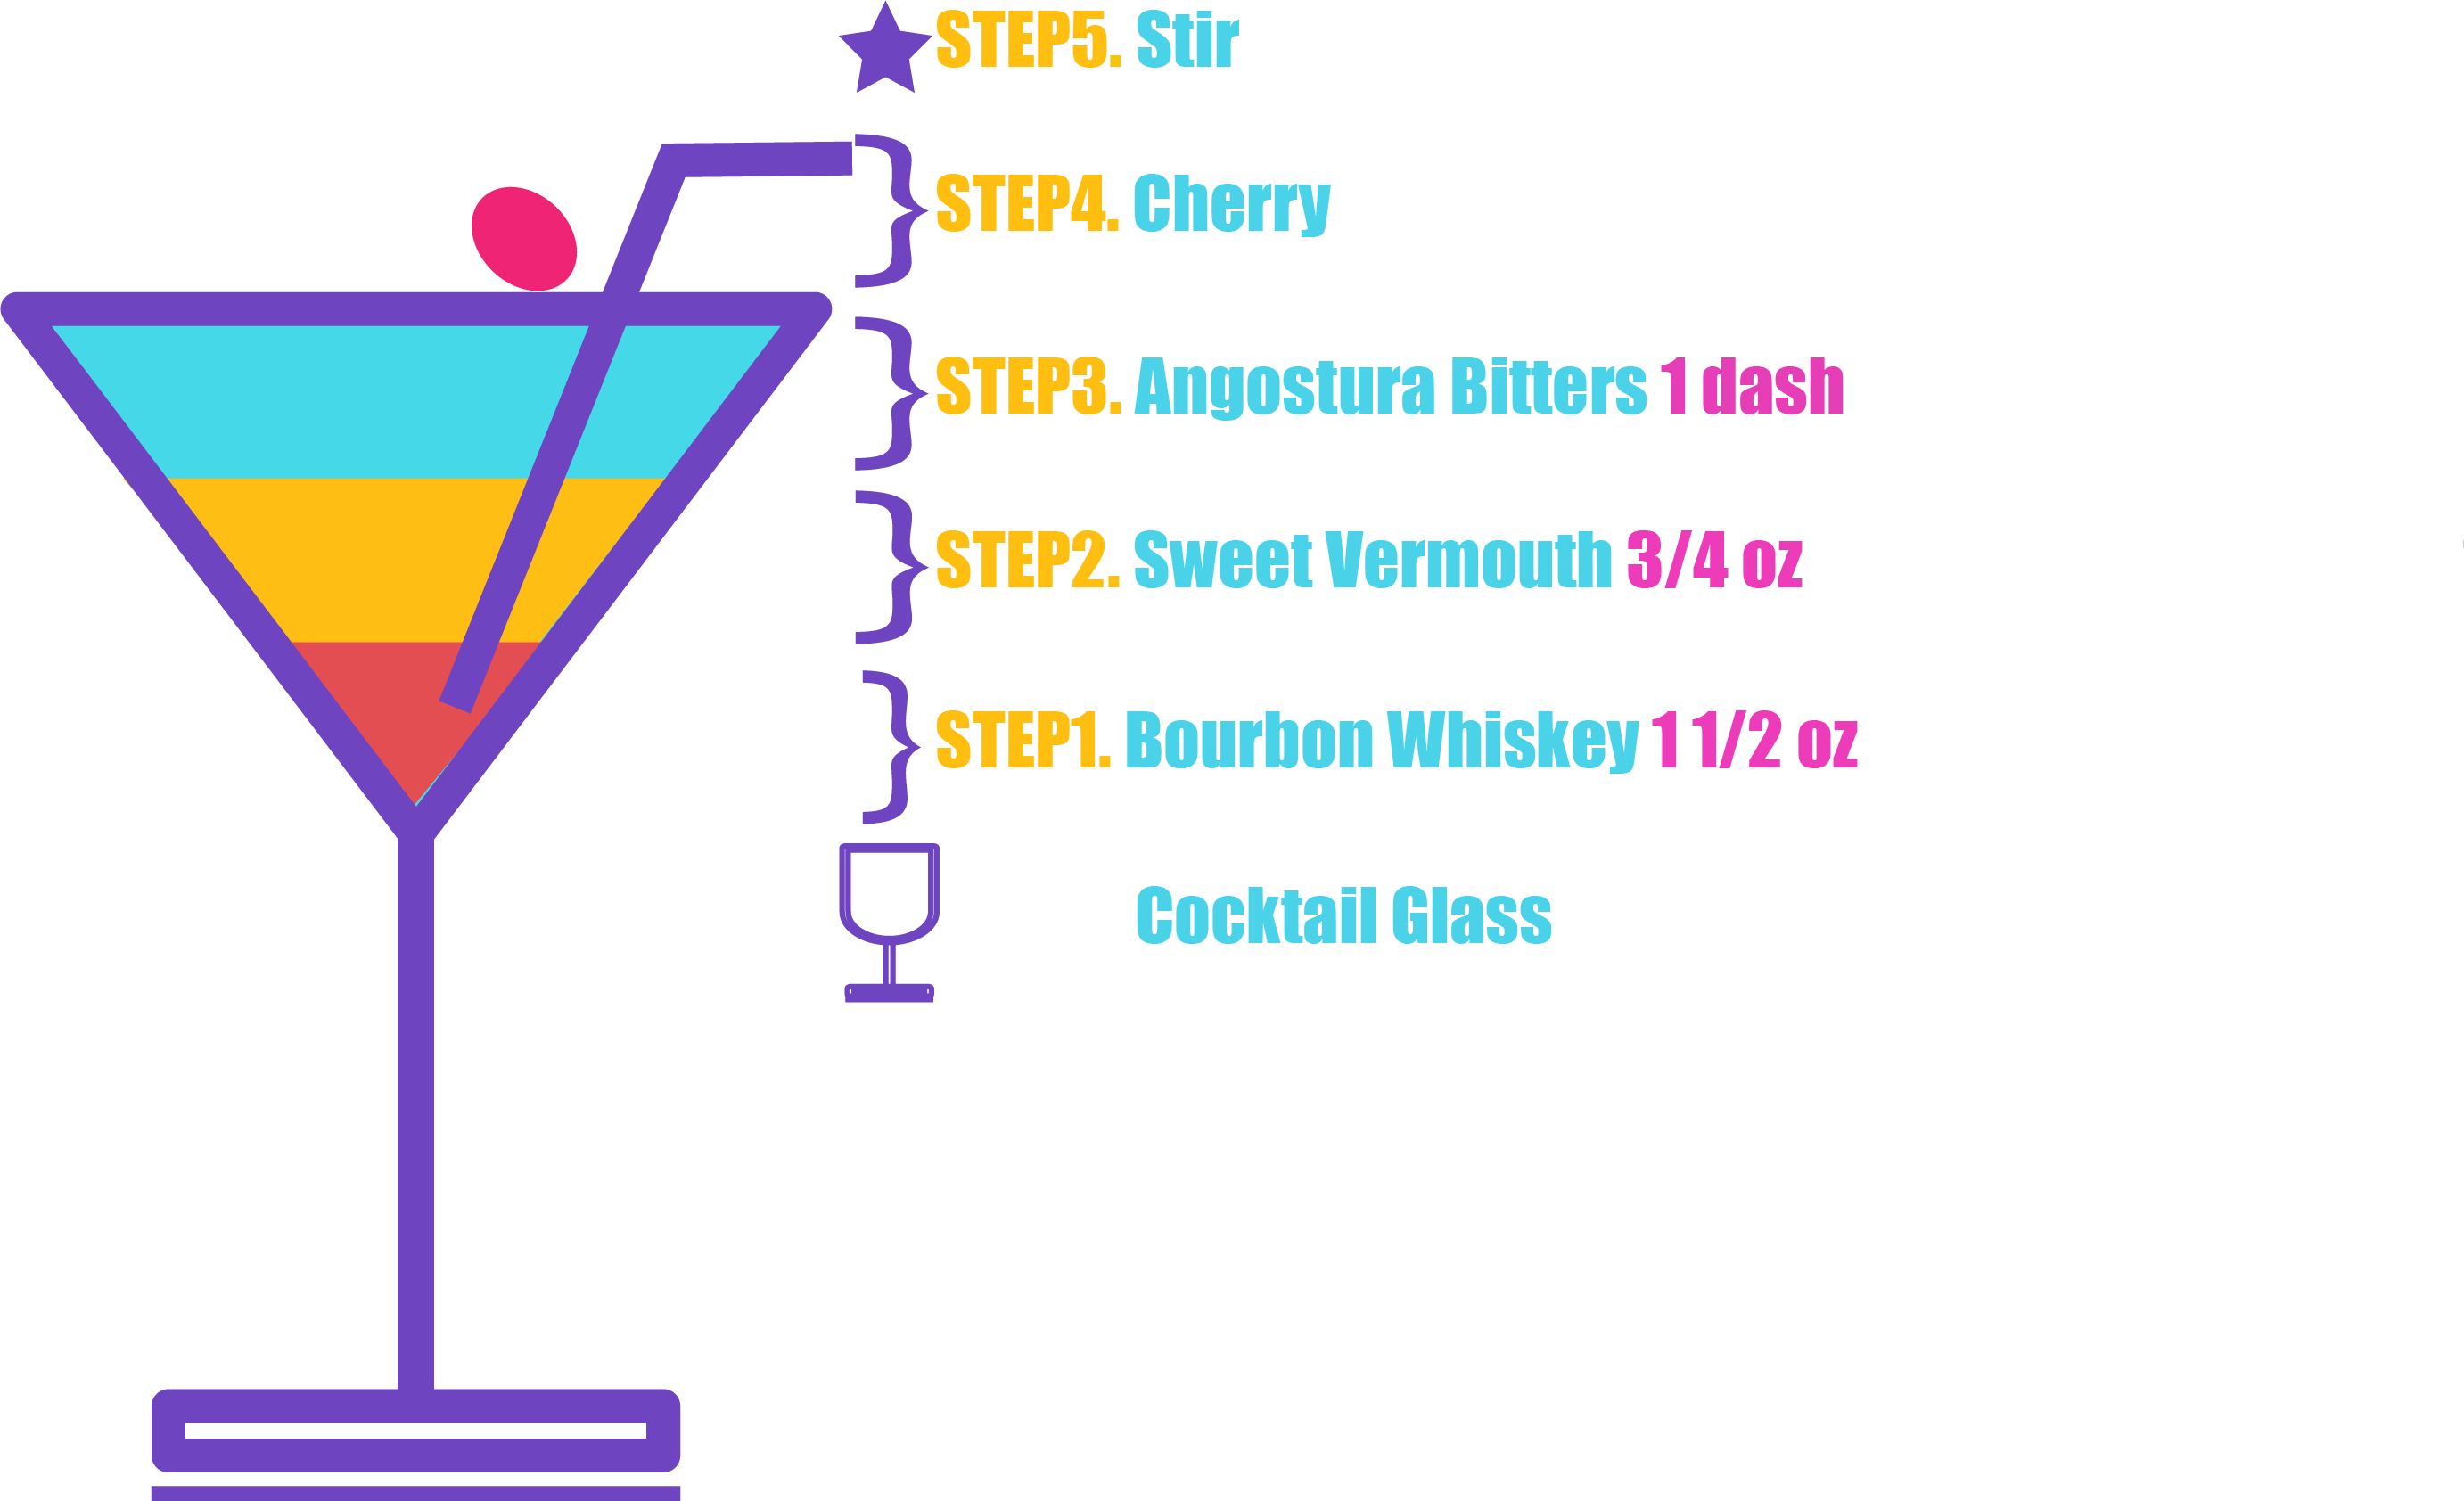 STEP5. Stir
STEP4. Cherry
STEP3. Angostura Bitters 1 dash
STEP2. Sweet Vermouth 3/4 oz
STEP1. Bourbon Whiskey 1 1/2 oz
Cocktail Glass